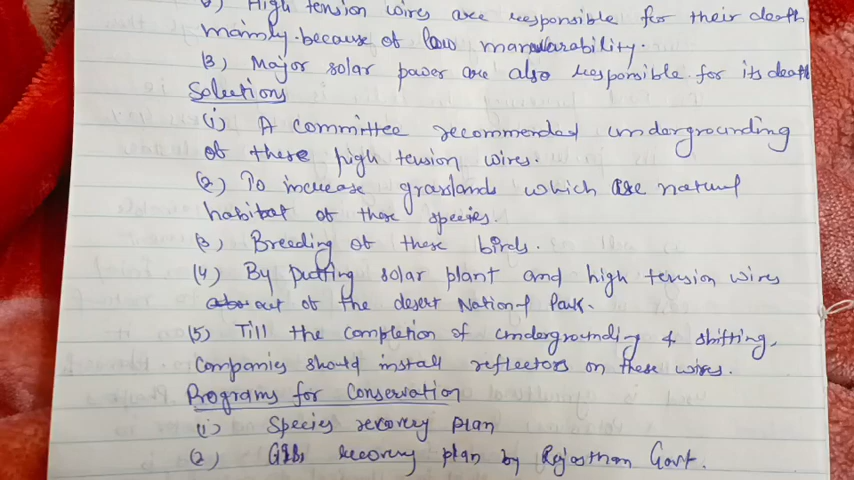 High tension wires are responsible for their death
mainly because of low manuvarability.
(3) Major solar power are also responsible for its death
Solutions
(1) A committee recommended undergrounding
of these high tension wires.
(2) To increase grasslands which are natural
habitat of these species.
(3) Breeding of these birds.
(4) By putting solar plant and high tension wires
out of the desert National Park.
(5) Till the completion of undergrounding & shifting,
Companies should install reflectors on these wires.
Programs for Conservation
(1) Species recovery plan
(2) GIB, recovery plan by Rajasthan Govt.